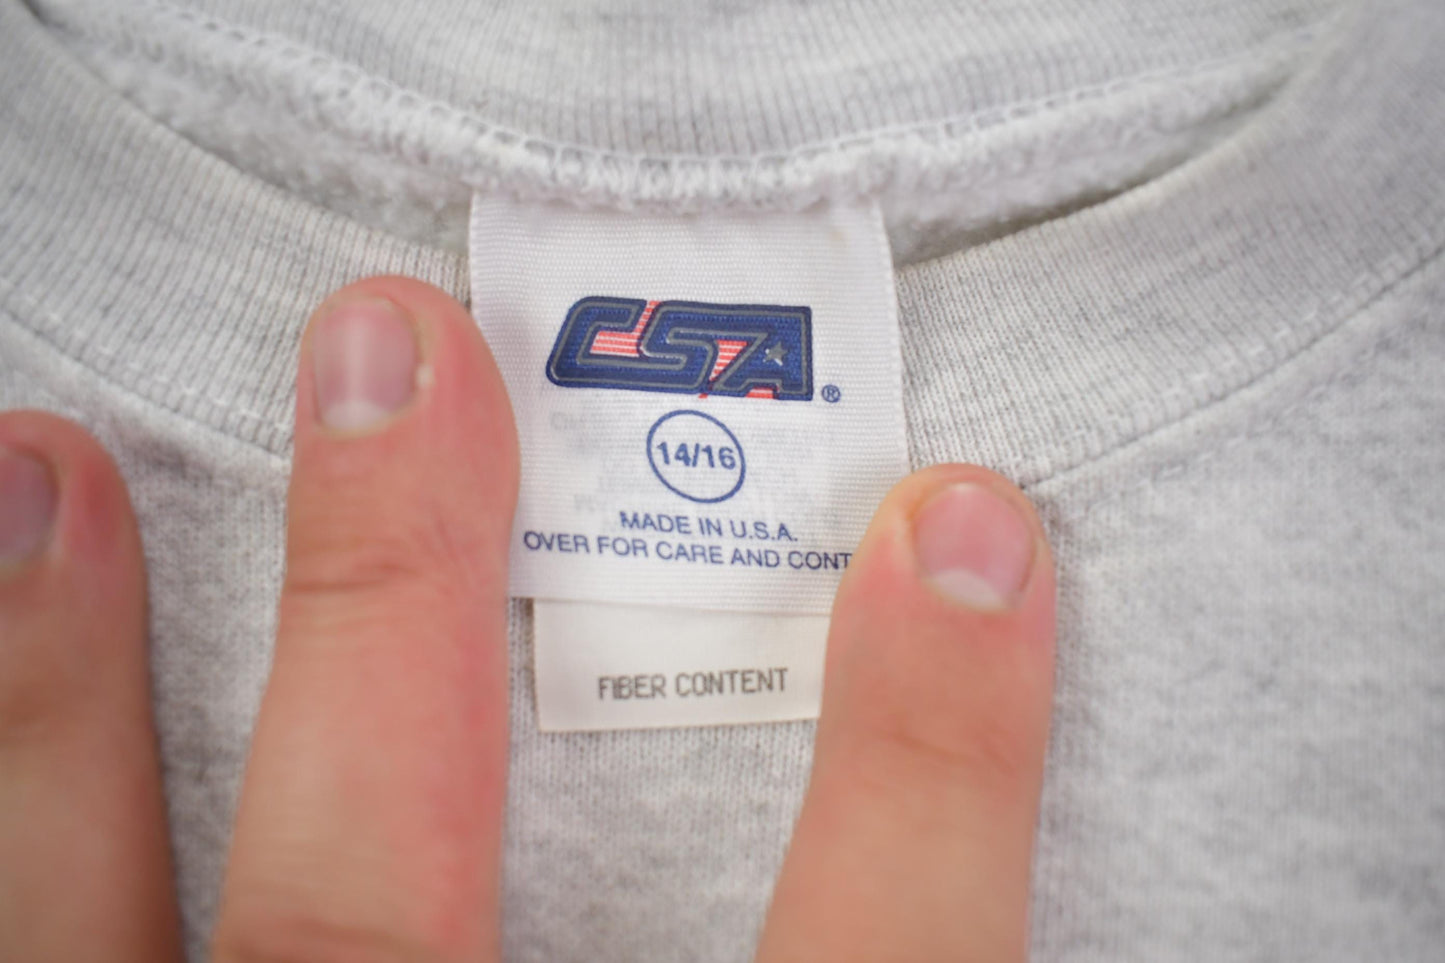 CSA®
14/16
MADE IN U.S.A.
OVER FOR CARE AND CONT
FIBER CONTENT